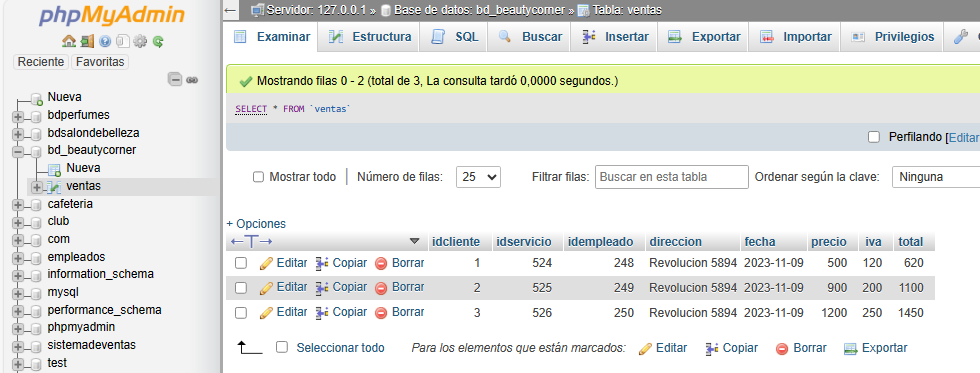 phpMyAdmin
Reciente Favoritas
Nueva
bdperfumes
bdsalondebelleza
bd_beautycorner
Nueva
ventas
cafeteria
club
com
empleados
information_schema
mysql
performance_schema
phpmyadmin
sistemadeventas
test
Servidor: 127.0.0.1 » Base de datos: bd_beautycorner » Tabla: ventas
Examinar Estructura SQL Buscar Insertar Exportar Importar Privilegios
Mostrando filas 0 - 2 (total de 3, La consulta tardó 0,0000 segundos.)
SELECT * FROM `ventas`
Perfilando [Editar
Mostrar todo Número de filas: 25 Filtrar filas: Buscar en esta tabla Ordenar según la clave: Ninguna
+ Opciones
←T→ idcliente idservicio idempleado direccion fecha precio iva total
Editar Copiar Borrar 1 524 248 Revolucion 5894 2023-11-09 500 120 620
Editar Copiar Borrar 2 525 249 Revolucion 5894 2023-11-09 900 200 1100
Editar Copiar Borrar 3 526 250 Revolucion 5894 2023-11-09 1200 250 1450
Seleccionar todo Para los elementos que están marcados: Editar Copiar Borrar Exportar